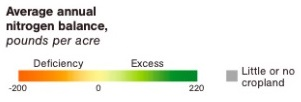 Average annual
nitrogen balance,
pounds per acre
Deficiency Excess
-200 0 220
Little or no
cropland